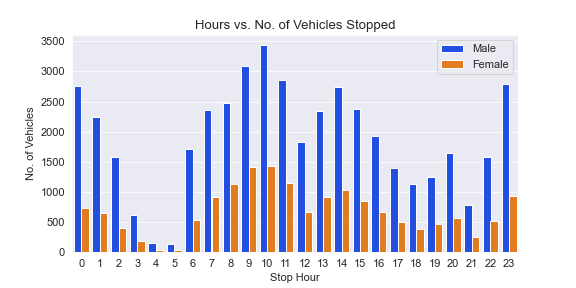 Hours vs. No. of Vehicles Stopped
Male
Female
No. of Vehicles
3500
3000
2500
2000
1500
1000
500
0
0 1 2 3 4 5 6 7 8 9 10 11 12 13 14 15 16 17 18 19 20 21 22 23
Stop Hour